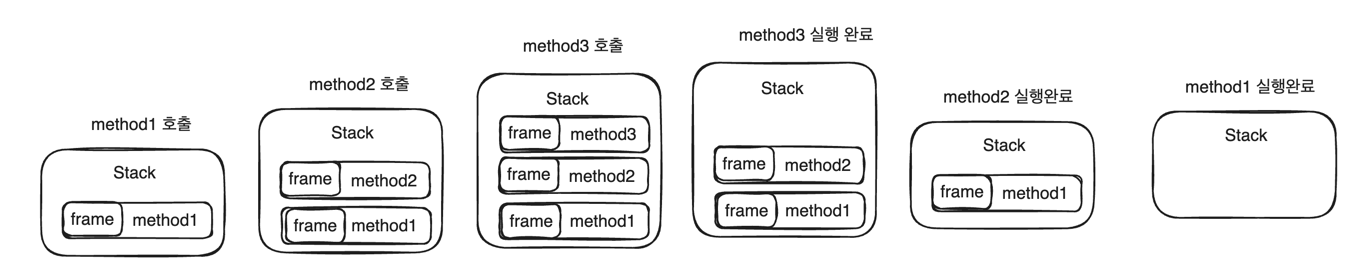 method1 호출
Stack
frame method1
method2 호출
Stack
frame method2
frame method1
method3 호출
Stack
frame method3
frame method2
frame method1
method3 실행 완료
Stack
frame method2
frame method1
method2 실행완료
Stack
frame method1
method1 실행완료
Stack